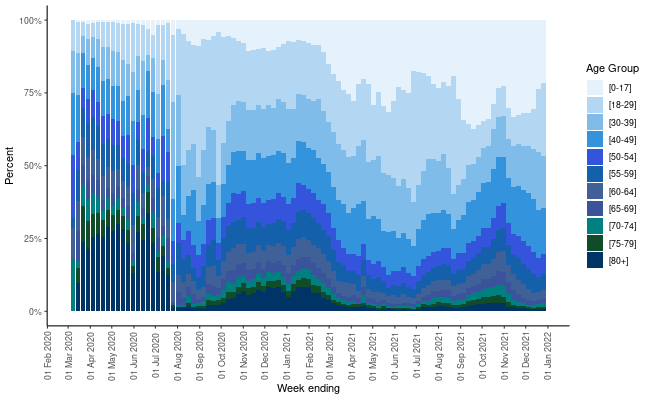 100%
75%
50%
25%
0%
Percent
01 Feb 2020
01 Mar 2020
01 Apr 2020
01 May 2020
01 Jun 2020
01 Jul 2020
01 Aug 2020
01 Sep 2020
01 Oct 2020
01 Nov 2020
01 Dec 2020
01 Jan 2021
01 Feb 2021
01 Mar 2021
01 Apr 2021
01 May 2021
01 Jun 2021
01 Jul 2021
01 Aug 2021
01 Sep 2021
01 Oct 2021
01 Nov 2021
01 Dec 2021
01 Jan 2022
Week ending
Age Group
[0-17]
[18-29]
[30-39]
[40-49]
[50-54]
[55-59]
[60-64]
[65-69]
[70-74]
[75-79]
[80+]